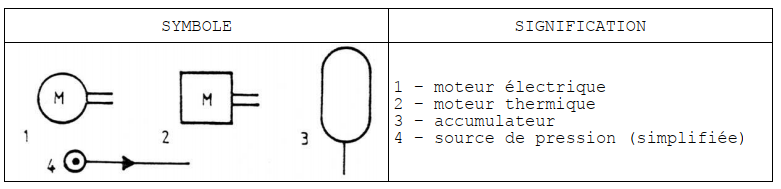 SYMBOLE
SIGNIFICATION
M
M
1
2
3
4
1 - moteur électrique
2 - moteur thermique
3 - accumulateur
4 - source de pression (simplifiée)